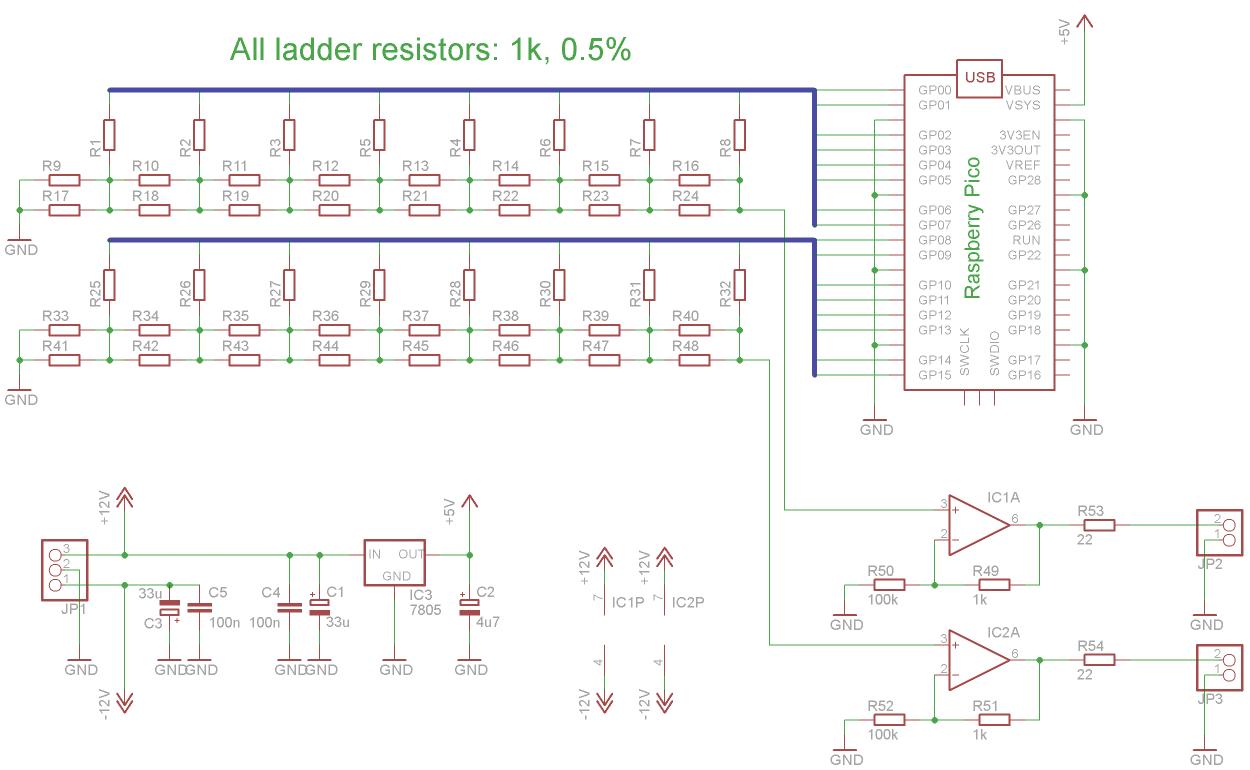 All ladder resistors: 1k, 0.5%
+5V
USB
GP00 VBUS
GP01 VSYS
R1 R2 R3 R5 R4 R6 R7 R8
GP02 3V3EN
GP03 3V3OUT
R9 R10 R11 R12 R13 R14 R15 R16
GP04 VREF
GP05 GP28
R17 R18 R19 R20 R21 R22 R23 R24
GP06 GP27
GP07 GP26
GND
GP08 RUN
GP09 GP22
Raspberry Pico
R25 R26 R27 R29 R28 R30 R31 R32
GP10 GP21
GP11 GP20
R33 R34 R35 R36 R37 R38 R39 R40
GP12 GP19
GP13 GP18
R41 R42 R43 R44 R45 R46 R47 R48
SWCLK SWDIO
GP14 GP17
GP15 GP16
GND
GND GND
+12V
+5V
IC1A
3 + 6
2 -
R53
22
2
1
JP2
3
2
1
JP1
IN OUT
GND
IC3
7805
33u
C3 +
C5
100n
C4
100n
+ C1
33u
+ C2
4u7
+12V +12V
7 IC1P 7 IC2P
4 4
-12V -12V
R50 R49
100k 1k
GND GND
GND GND GND GND GND GND GND
-12V
IC2A
3 + 6
2 -
R54
22
2
1
JP3
R52 R51
100k 1k
GND GND